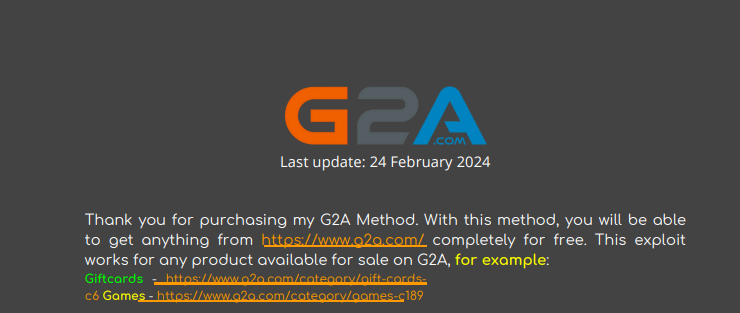 G2A
.COM
Last update: 24 February 2024
Thank you for purchasing my G2A Method. With this method, you will be able
to get anything from https://www.g2a.com/ completely for free. This exploit
works for any product available for sale on G2A, for example:
Giftcards - https://www.g2a.com/category/gift-cards-
c6 Games - https://www.g2a.com/category/games-c189